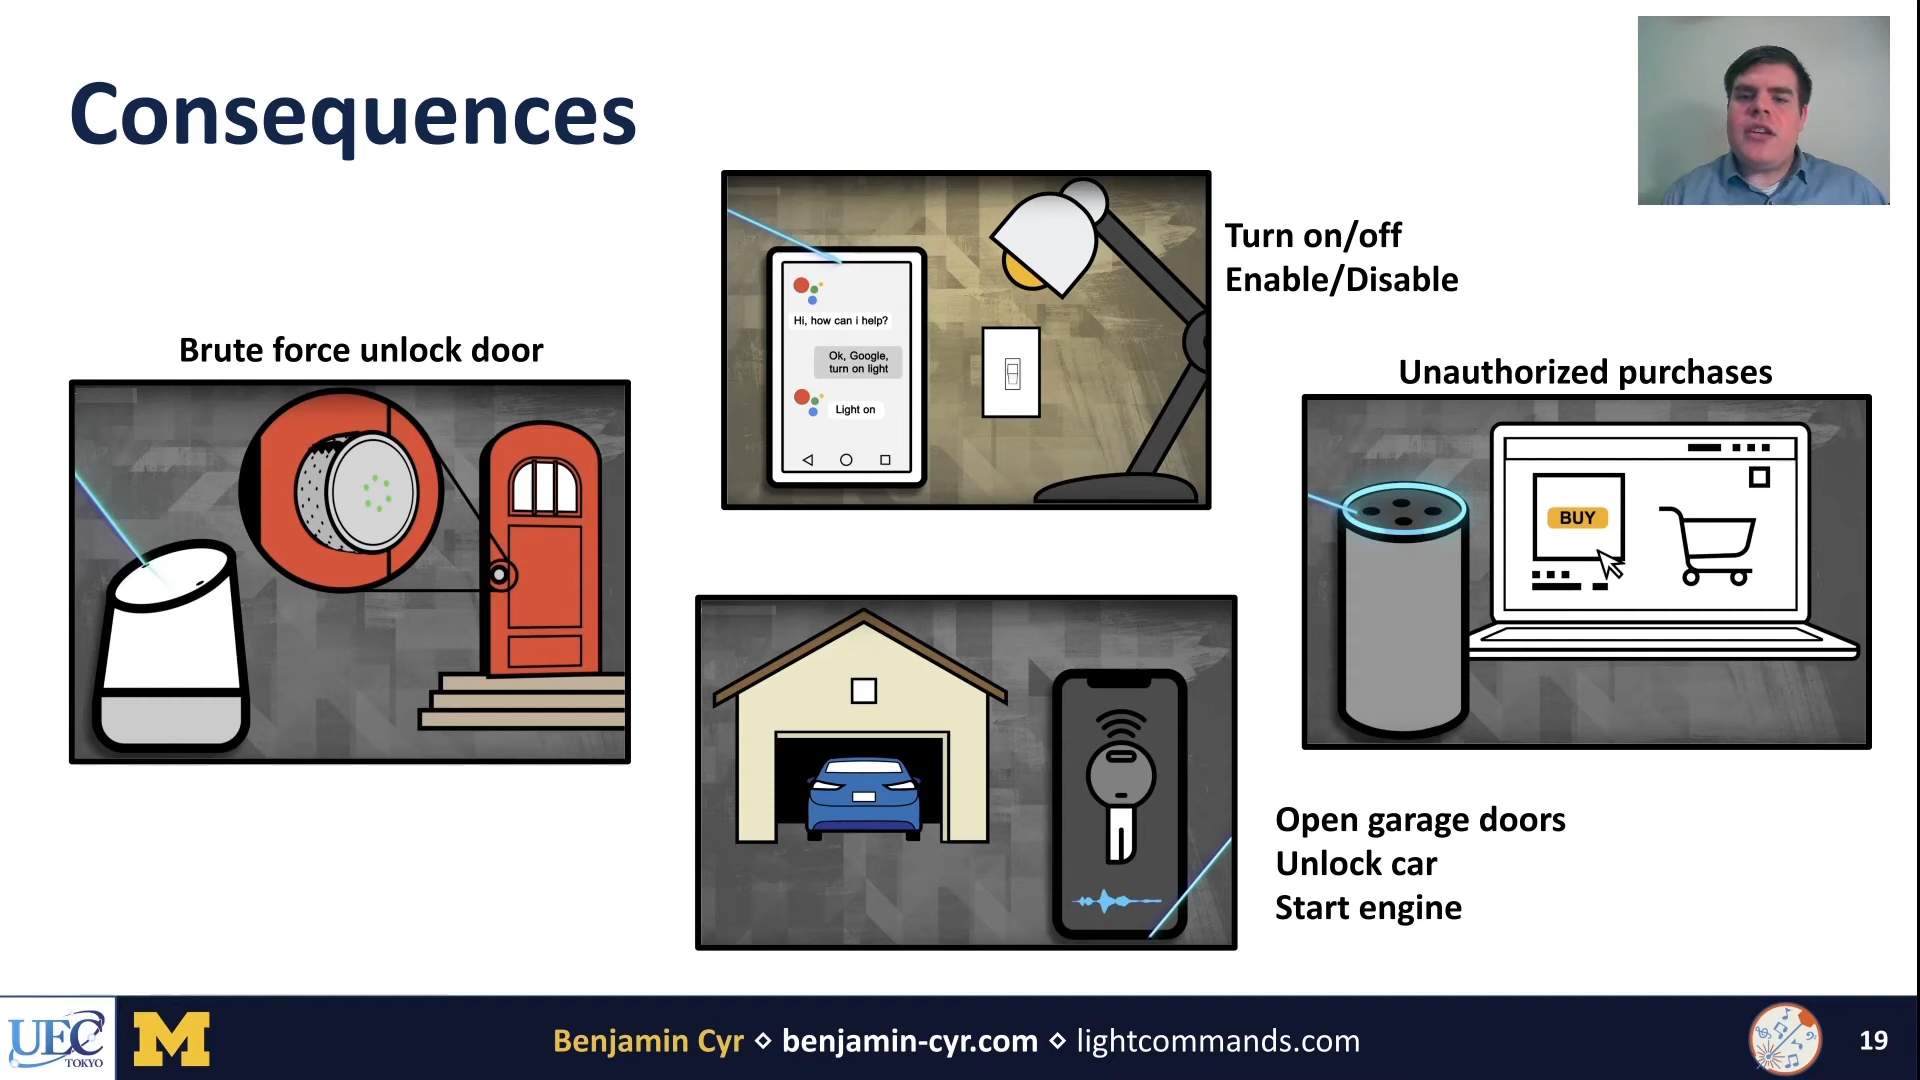 Consequences
Turn on/off
Enable/Disable
Hi, how can i help?
Ok, Google,
turn on light
Light on
Brute force unlock door
Unauthorized purchases
BUY
Open garage doors
Unlock car
Start engine
UEC
TOKYO
M
Benjamin Cyr ⋄ benjamin-cyr.com ⋄ lightcommands.com
19